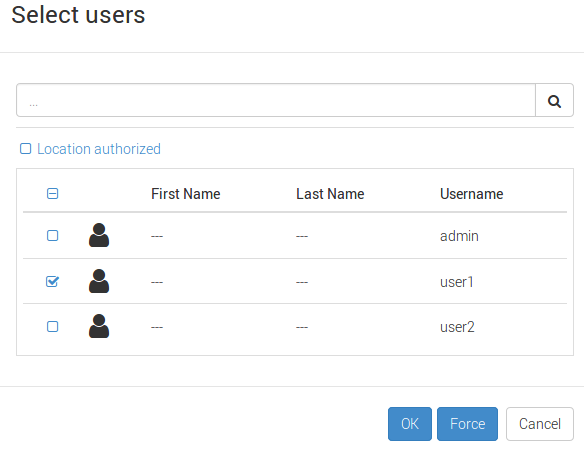 Select users
...
Location authorized
First Name Last Name Username
--- --- admin
--- --- user1
--- --- user2
OK Force Cancel